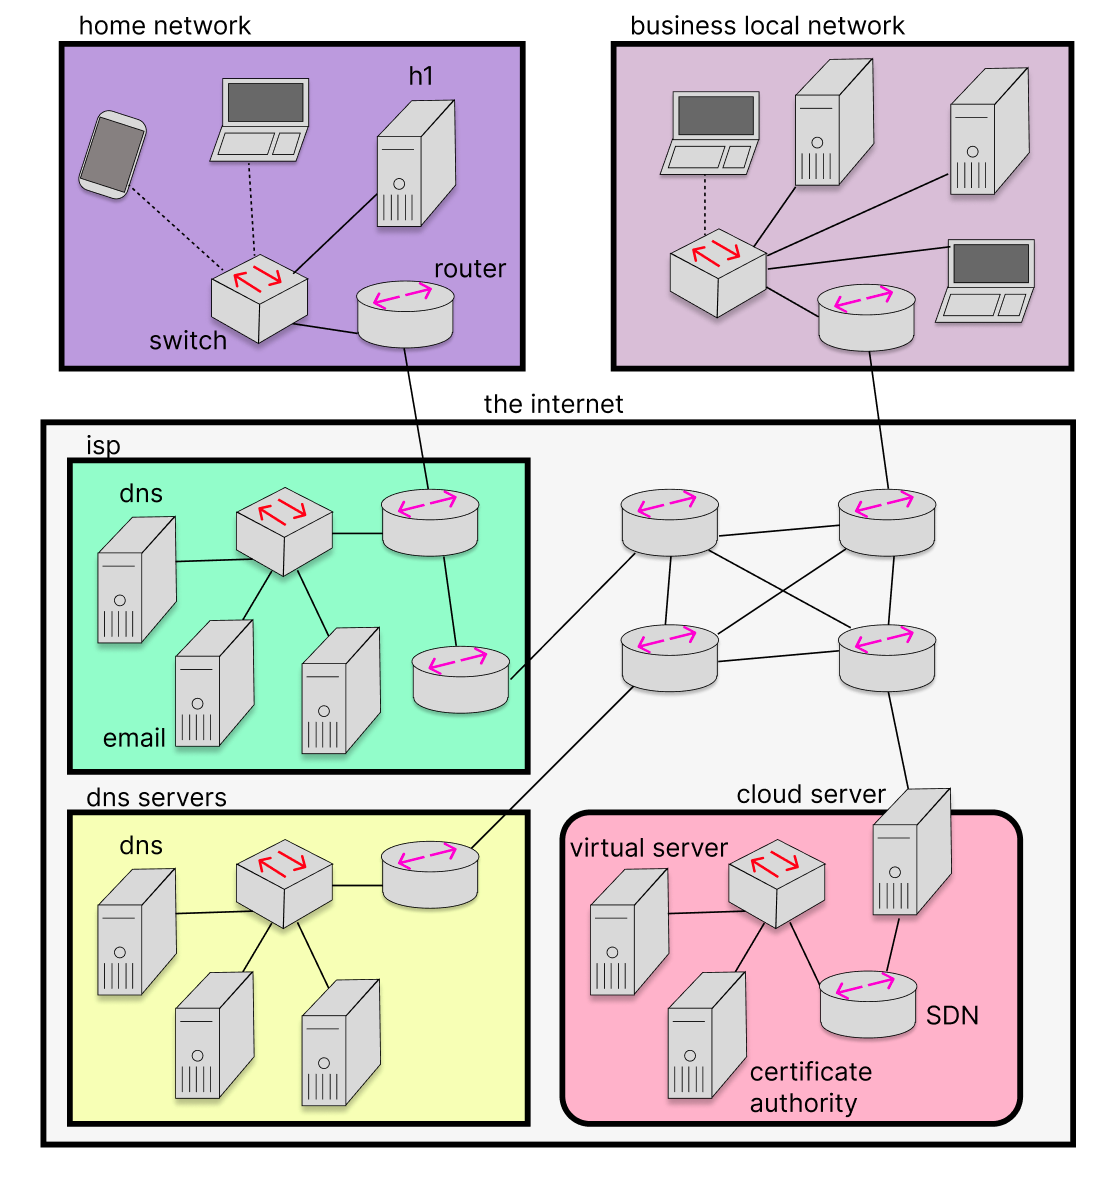 home network
business local network
h1
router
switch
the internet
isp
dns
email
dns servers
cloud server
dns
virtual server
SDN
certificate
authority